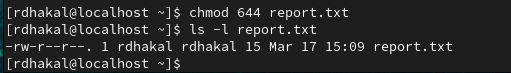 [rdhakal@localhost ~]$ chmod 644 report.txt
[rdhakal@localhost ~]$ ls -l report.txt
-rw-r--r--. 1 rdhakal rdhakal 15 Mar 17 15:09 report.txt
[rdhakal@localhost ~]$